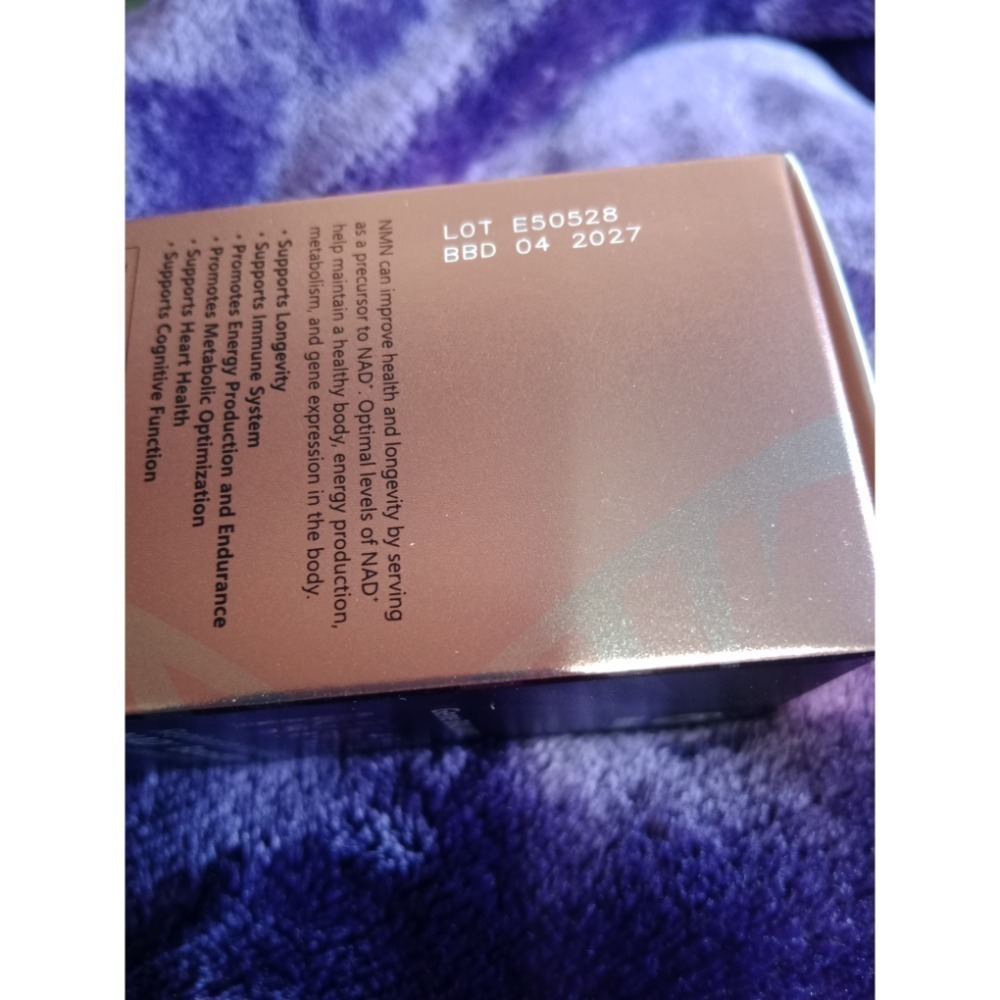 LOT E50528
BBD 04 2027
NMN can improve health and longevity by serving
as a precursor to NAD⁺. Optimal levels of NAD⁺
help maintain a healthy body, energy production,
metabolism, and gene expression in the body.
• Supports Longevity
• Supports Immune System
• Promotes Energy Production and Endurance
• Promotes Metabolic Optimization
• Supports Heart Health
• Supports Cognitive Function